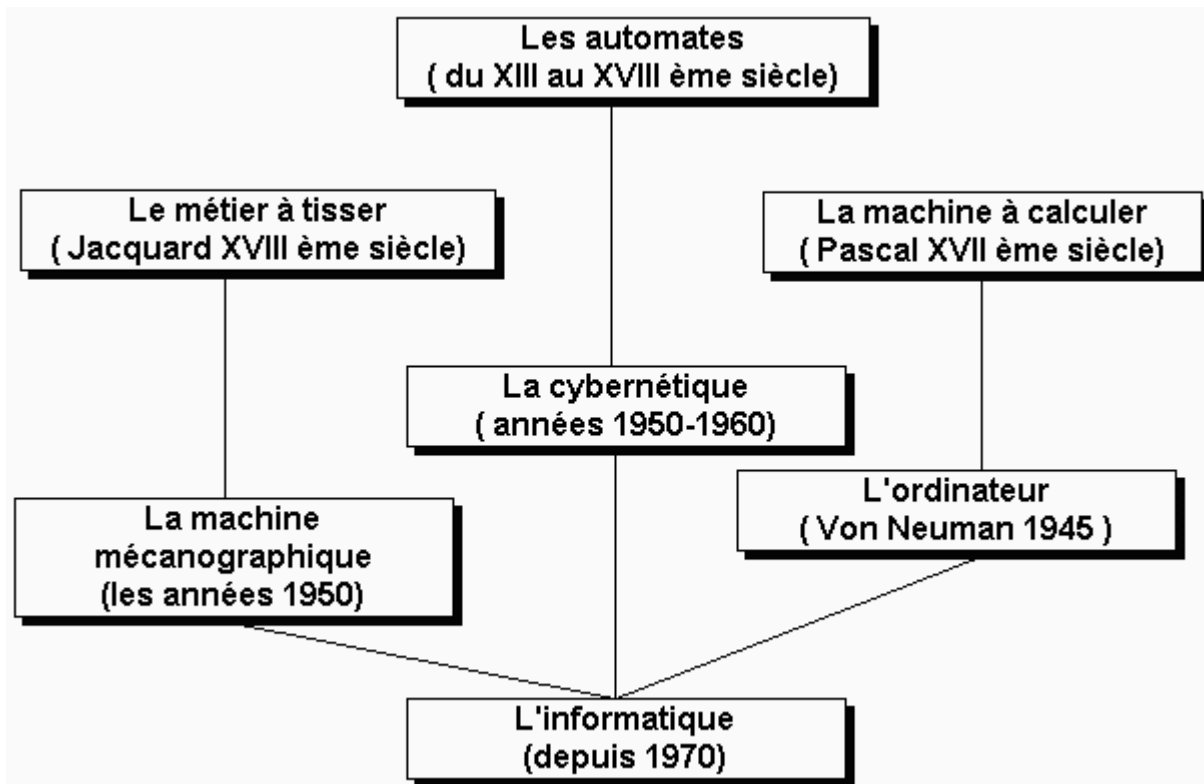 Les automates
( du XIII au XVIII ème siècle)
Le métier à tisser
( Jacquard XVIII ème siècle)
La machine à calculer
( Pascal XVII ème siècle)
La cybernétique
( années 1950-1960)
La machine
mécanographique
(les années 1950)
L'ordinateur
( Von Neuman 1945 )
L'informatique
(depuis 1970)